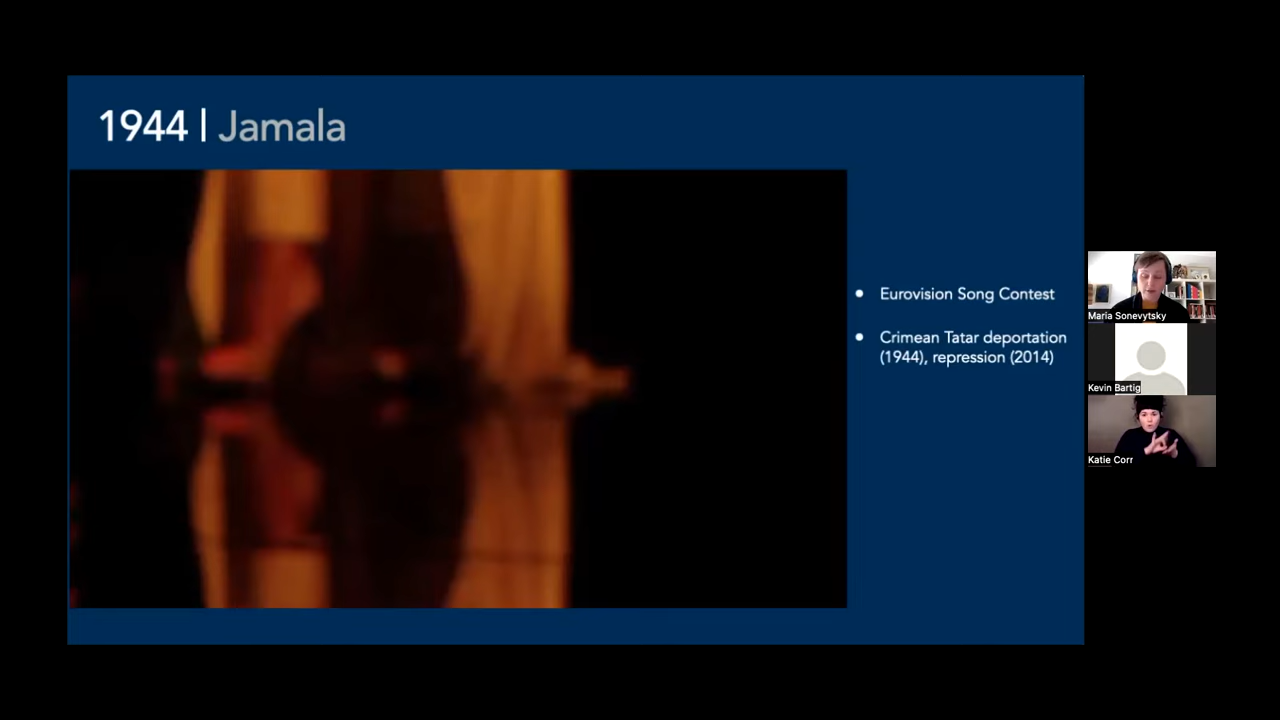 1944 | Jamala
• Eurovision Song Contest
• Crimean Tatar deportation
(1944), repression (2014)
Maria Sonevytsky
Kevin Bartig
Katie Corr